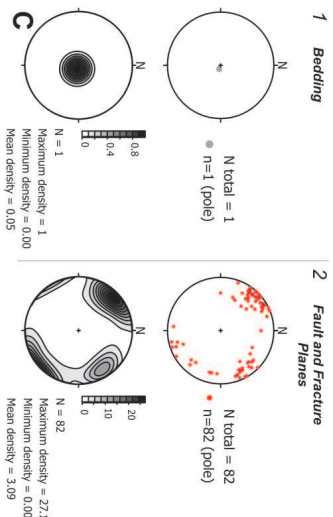 C
1
Bedding
N
N total = 1
n=1 (pole)
N
0
0.4
0.8
N = 1
Maximum density = 1
Minimum density = 0.00
Mean density = 0.05
2
Fault and Fracture
Planes
N
N total = 82
n=82 (pole)
N
0
10
20
N = 82
Maximum density = 27.
Minimum density = 0.00
Mean density = 3.09